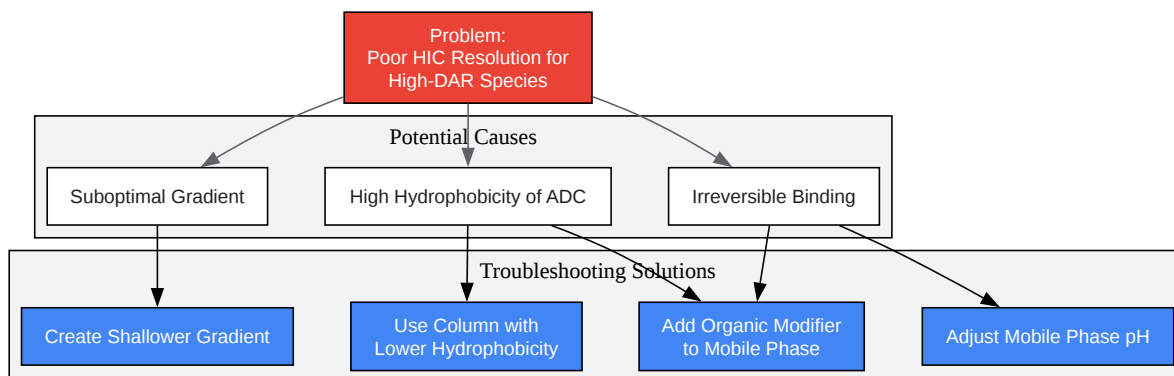 Problem:
Poor HIC Resolution for
High-DAR Species
Potential Causes
Suboptimal Gradient
High Hydrophobicity of ADC
Irreversible Binding
Troubleshooting Solutions
Create Shallower Gradient
Use Column with
Lower Hydrophobicity
Add Organic Modifier
to Mobile Phase
Adjust Mobile Phase pH